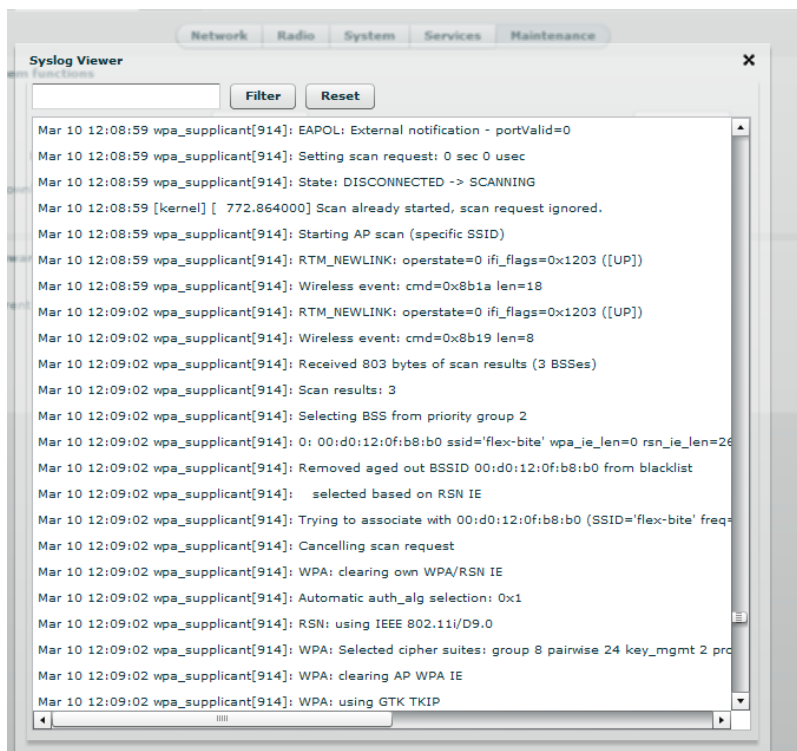 Network Radio System Services Maintenance
Syslog Viewer
functions
Filter Reset
Mar 10 12:08:59 wpa_supplicant[914]: EAPOL: External notification - portValid=0
Mar 10 12:08:59 wpa_supplicant[914]: Setting scan request: 0 sec 0 usec
Mar 10 12:08:59 wpa_supplicant[914]: State: DISCONNECTED -> SCANNING
Mar 10 12:08:59 [kernel] [ 772.864000] Scan already started, scan request ignored.
Mar 10 12:08:59 wpa_supplicant[914]: Starting AP scan (specific SSID)
Mar 10 12:08:59 wpa_supplicant[914]: RTM_NEWLINK: operstate=0 ifi_flags=0x1203 ([UP])
Mar 10 12:08:59 wpa_supplicant[914]: Wireless event: cmd=0x8b1a len=18
Mar 10 12:09:02 wpa_supplicant[914]: RTM_NEWLINK: operstate=0 ifi_flags=0x1203 ([UP])
Mar 10 12:09:02 wpa_supplicant[914]: Wireless event: cmd=0x8b19 len=8
Mar 10 12:09:02 wpa_supplicant[914]: Received 803 bytes of scan results (3 BSSes)
Mar 10 12:09:02 wpa_supplicant[914]: Scan results: 3
Mar 10 12:09:02 wpa_supplicant[914]: Selecting BSS from priority group 2
Mar 10 12:09:02 wpa_supplicant[914]: 0: 00:d0:12:0f:b8:b0 ssid='flex-bite' wpa_ie_len=0 rsn_ie_len=26
Mar 10 12:09:02 wpa_supplicant[914]: Removed aged out BSSID 00:d0:12:0f:b8:b0 from blacklist
Mar 10 12:09:02 wpa_supplicant[914]: selected based on RSN IE
Mar 10 12:09:02 wpa_supplicant[914]: Trying to associate with 00:d0:12:0f:b8:b0 (SSID='flex-bite' freq=
Mar 10 12:09:02 wpa_supplicant[914]: Cancelling scan request
Mar 10 12:09:02 wpa_supplicant[914]: WPA: clearing own WPA/RSN IE
Mar 10 12:09:02 wpa_supplicant[914]: Automatic auth_alg selection: 0x1
Mar 10 12:09:02 wpa_supplicant[914]: RSN: using IEEE 802.11i/D9.0
Mar 10 12:09:02 wpa_supplicant[914]: WPA: Selected cipher suites: group 8 pairwise 24 key_mgmt 2 pro
Mar 10 12:09:02 wpa_supplicant[914]: WPA: clearing AP WPA IE
Mar 10 12:09:02 wpa_supplicant[914]: WPA: using GTK TKIP